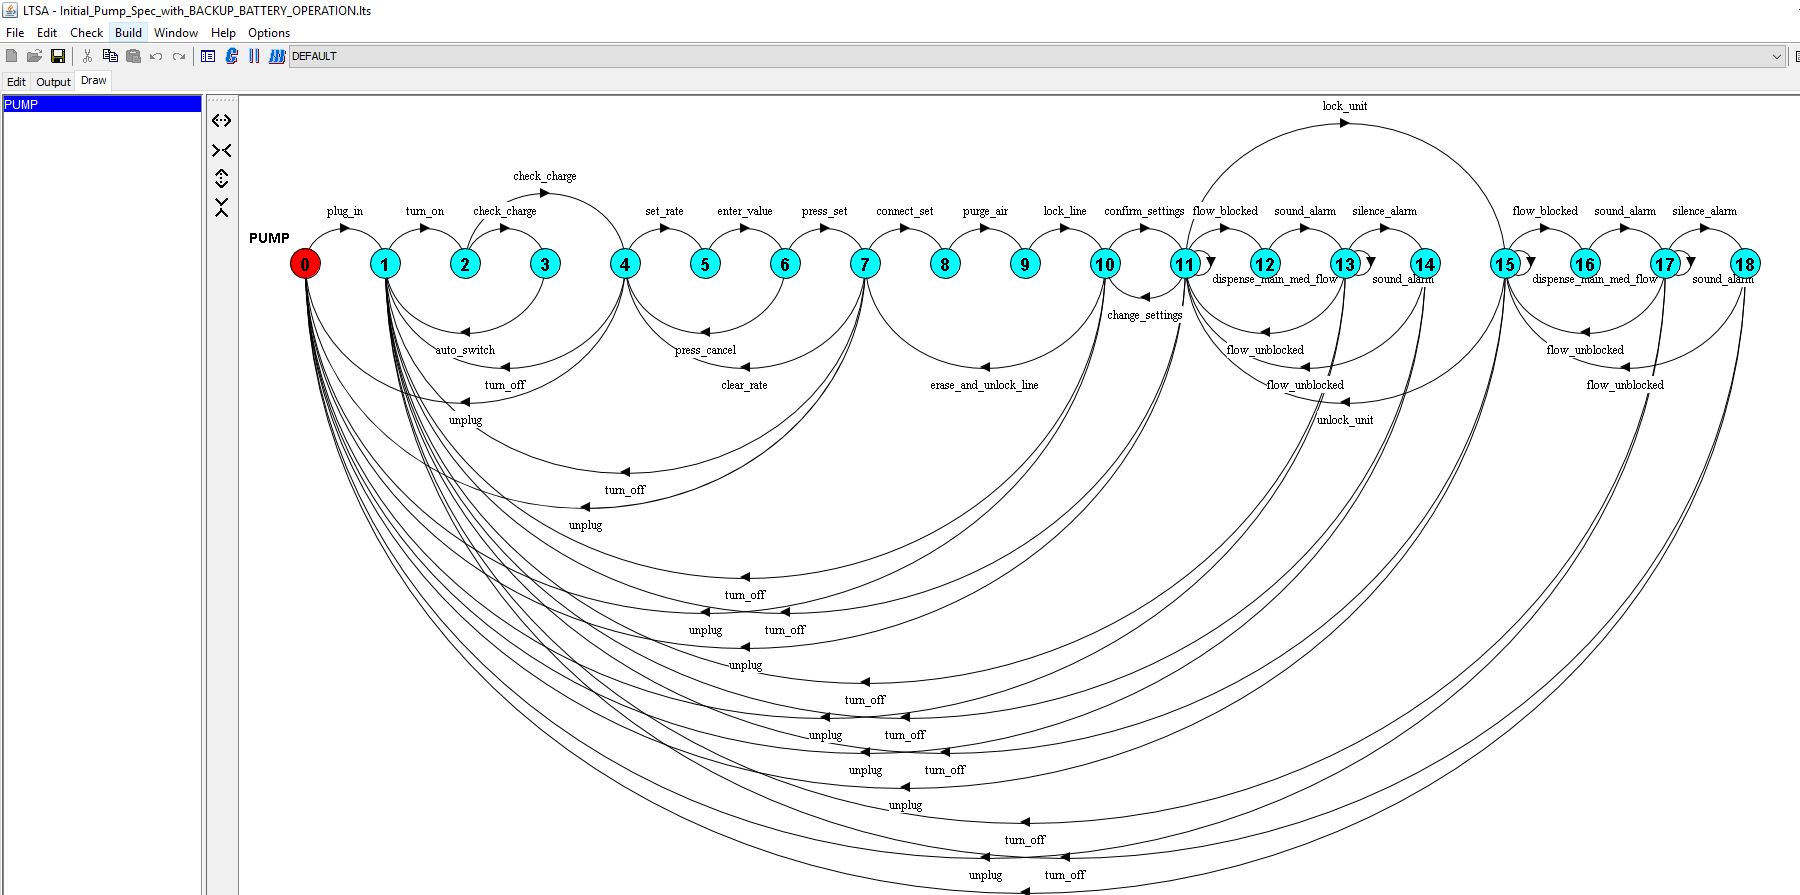 LTSA - Initial_Pump_Spec_with_BACKUP_BATTERY_OPERATION.lts
File Edit Check Build Window Help Options
DEFAULT
Edit Output Draw
PUMP
lock_unit
check_charge
plug_in turn_on check_charge set_rate enter_value press_set connect_set purge_air lock_line confirm_settings flow_blocked sound_alarm silence_alarm flow_blocked sound_alarm silence_alarm
PUMP
0 1 2 3 4 5 6 7 8 9 10 11 12 13 14 15 16 17 18
dispense_main_med_flow sound_alarm dispense_main_med_flow sound_alarm
change_settings
auto_switch press_cancel flow_unblocked flow_unblocked
turn_off clear_rate erase_and_unlock_line flow_unblocked flow_unblocked
unplug unlock_unit
turn_off
unplug
turn_off
unplug turn_off
unplug
turn_off
unplug turn_off
unplug turn_off
unplug
turn_off
unplug turn_off